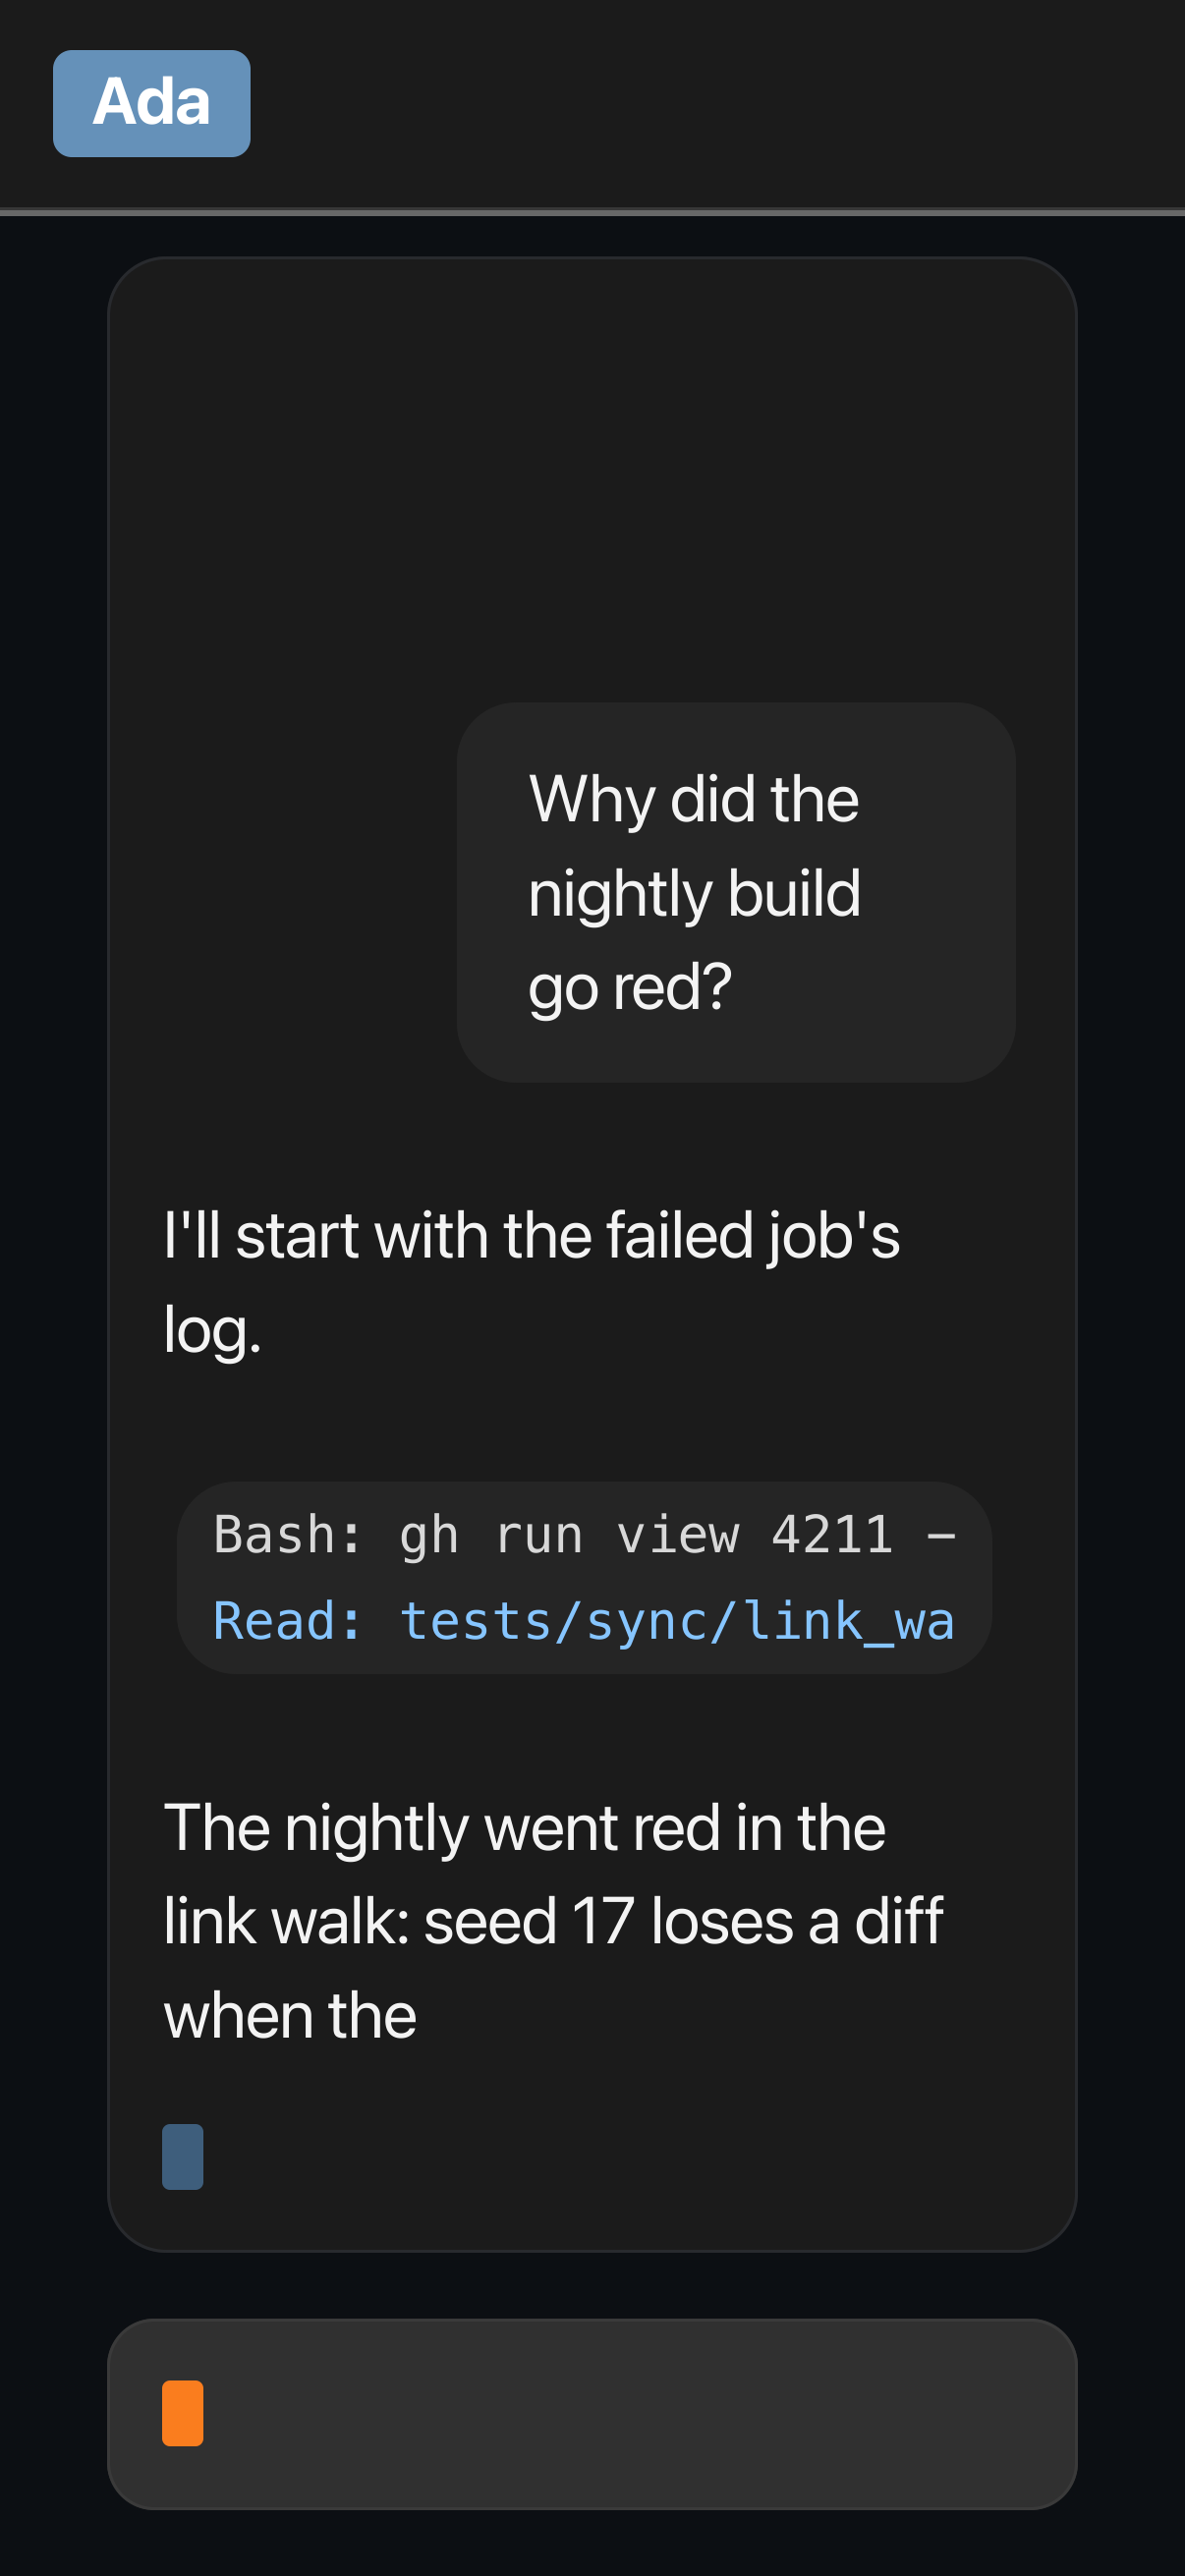 Ada
Why did the
nightly build
go red?
I'll start with the failed job's
log.
Bash: gh run view 4211 –
Read: tests/sync/link_wa
The nightly went red in the
link walk: seed 17 loses a diff
when the